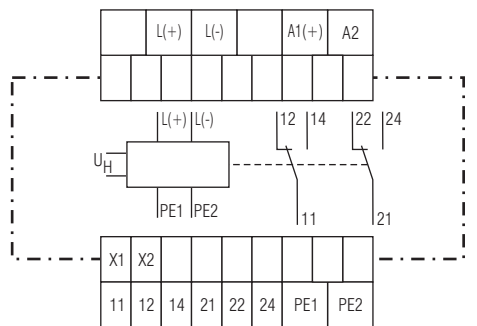 L(+) L(-) A1(+) A2
L(+) L(-) 12 14 22 24
UH
PE1 PE2 11 21
X1 X2
11 12 14 21 22 24 PE1 PE2